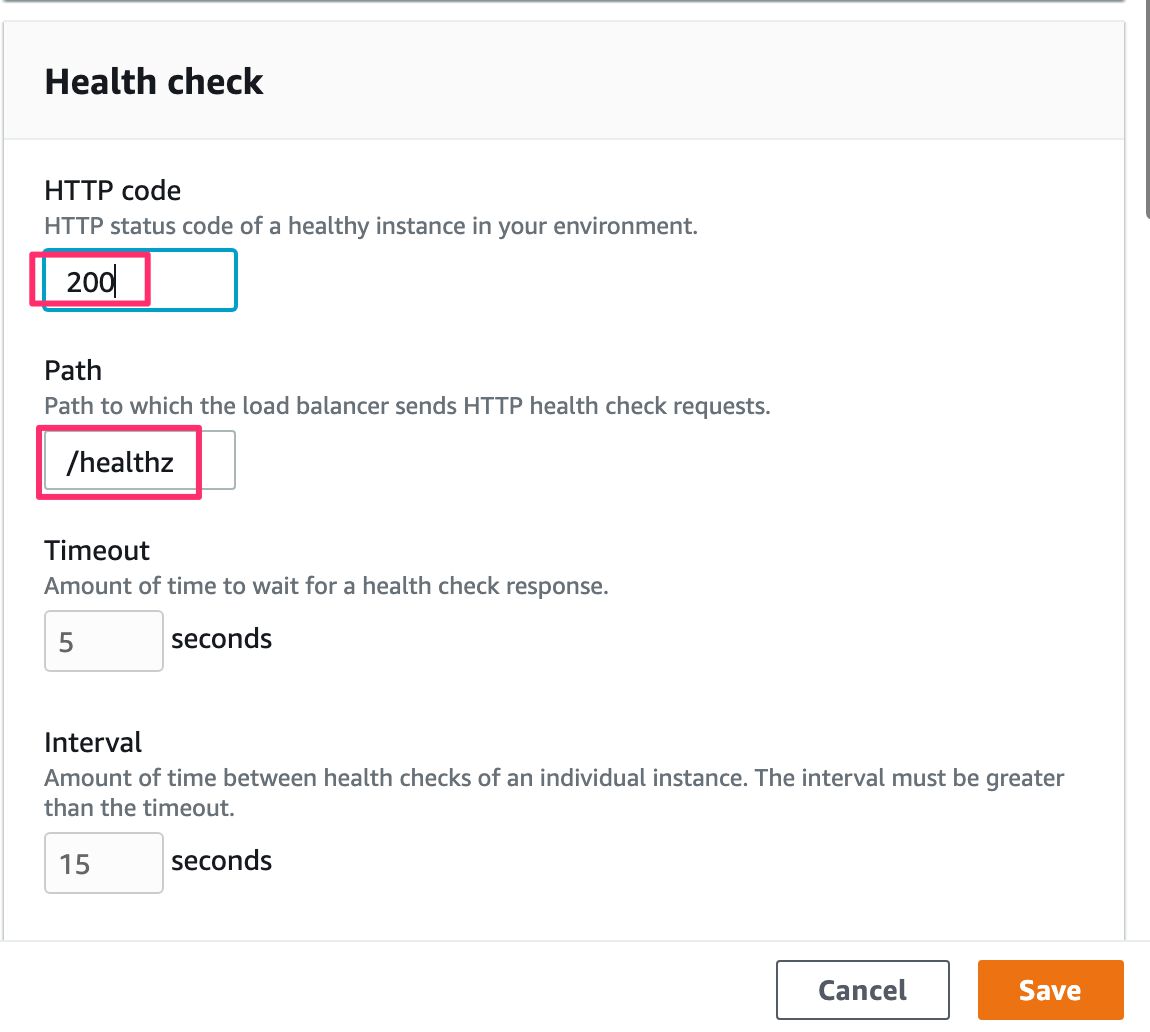 Health check
HTTP code
HTTP status code of a healthy instance in your environment.
200
Path
Path to which the load balancer sends HTTP health check requests.
/healthz
Timeout
Amount of time to wait for a health check response.
5 seconds
Interval
Amount of time between health checks of an individual instance. The interval must be greater
than the timeout.
15 seconds
Cancel Save